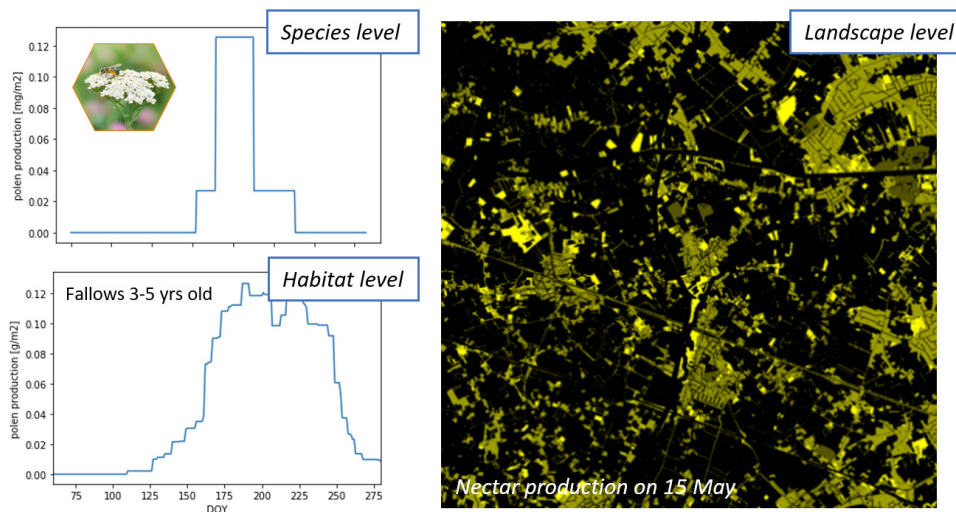 Species level
polen production [mg/m2]
0.12
0.10
0.08
0.06
0.04
0.02
0.00
Habitat level
Fallows 3-5 yrs old
polen production [g/m2]
0.12
0.10
0.08
0.06
0.04
0.02
0.00
75
100
125
150
175
200
225
250
275
DOY
Landscape level
Nectar production on 15 May